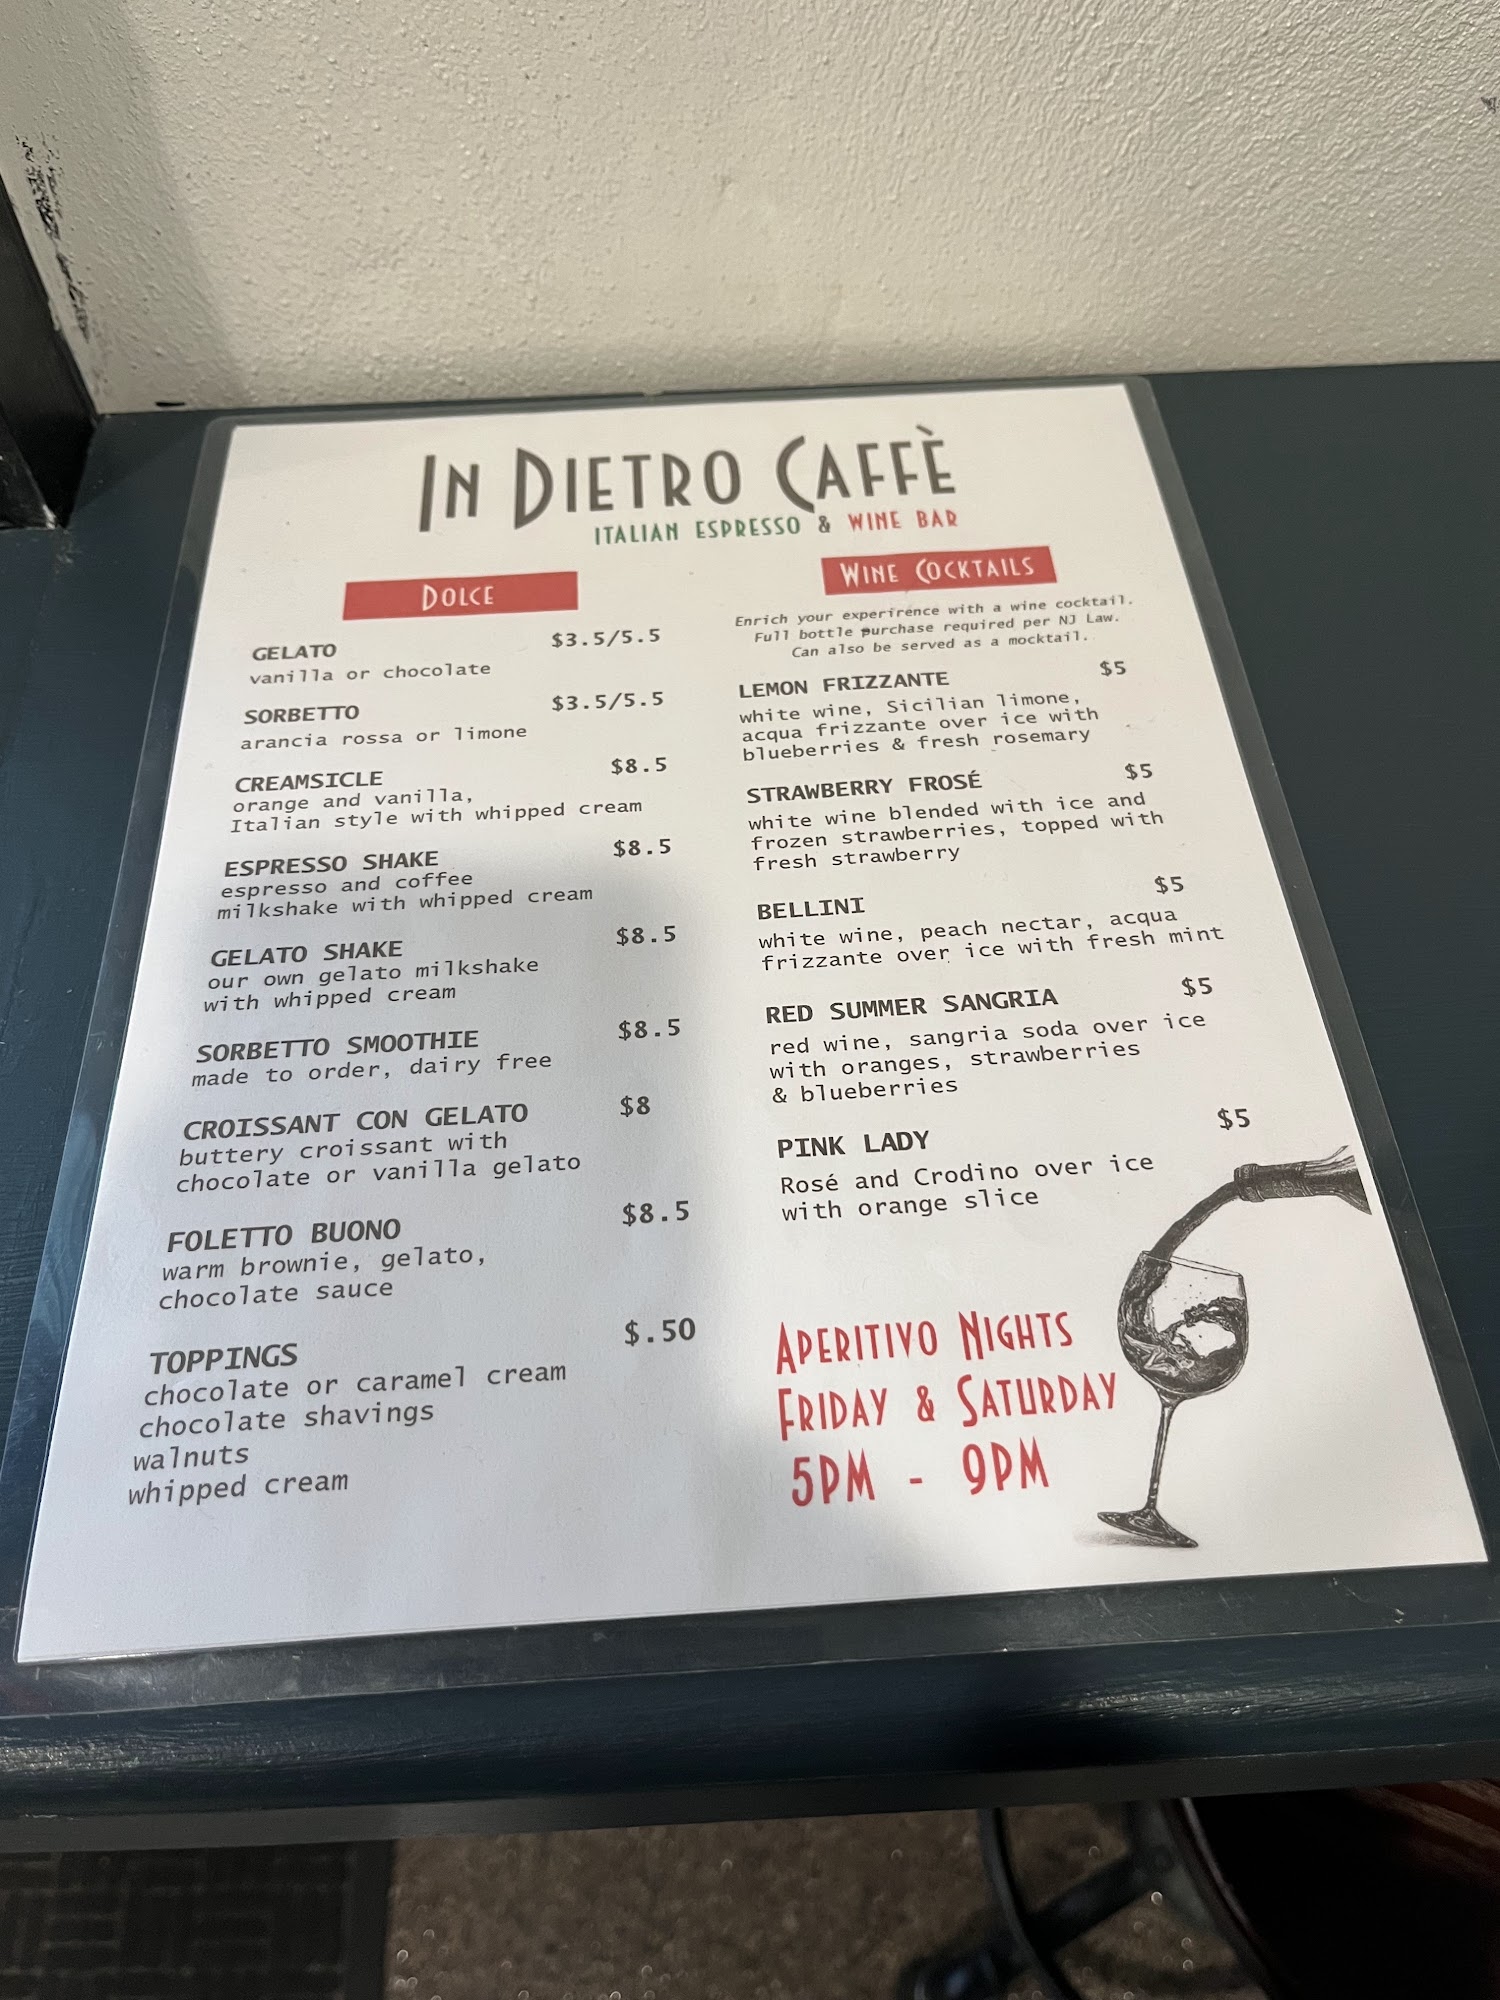 IN DIETRO CAFFÈ
ITALIAN ESPRESSO & WINE BAR
DOLCE
GELATO $3.5/5.5
vanilla or chocolate
SORBETTO $3.5/5.5
arancia rossa or limone
CREAMSICLE $8.5
orange and vanilla,
Italian style with whipped cream
ESPRESSO SHAKE $8.5
espresso and coffee
milkshake with whipped cream
GELATO SHAKE $8.5
our own gelato milkshake
with whipped cream
SORBETTO SMOOTHIE $8.5
made to order, dairy free
CROISSANT CON GELATO $8
buttery croissant with
chocolate or vanilla gelato
FOLETTO BUONO $8.5
warm brownie, gelato,
chocolate sauce
TOPPINGS $.50
chocolate or caramel cream
chocolate shavings
walnuts
whipped cream
WINE COCKTAILS
Enrich your experirence with a wine cocktail.
Full bottle purchase required per NJ Law.
Can also be served as a mocktail.
LEMON FRIZZANTE $5
white wine, Sicilian limone,
acqua frizzante over ice with
blueberries & fresh rosemary
STRAWBERRY FROSÉ $5
white wine blended with ice and
frozen strawberries, topped with
fresh strawberry
BELLINI $5
white wine, peach nectar, acqua
frizzante over ice with fresh mint
RED SUMMER SANGRIA $5
red wine, sangria soda over ice
with oranges, strawberries
& blueberries
PINK LADY $5
Rosé and Crodino over ice
with orange slice
APERITIVO NIGHTS
FRIDAY & SATURDAY
5PM - 9PM